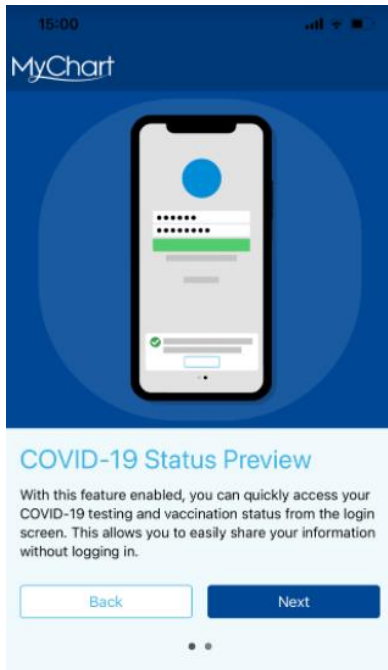 15:00
MyChart
COVID-19 Status Preview
With this feature enabled, you can quickly access your
COVID-19 testing and vaccination status from the login
screen. This allows you to easily share your information
without logging in.
Back
Next